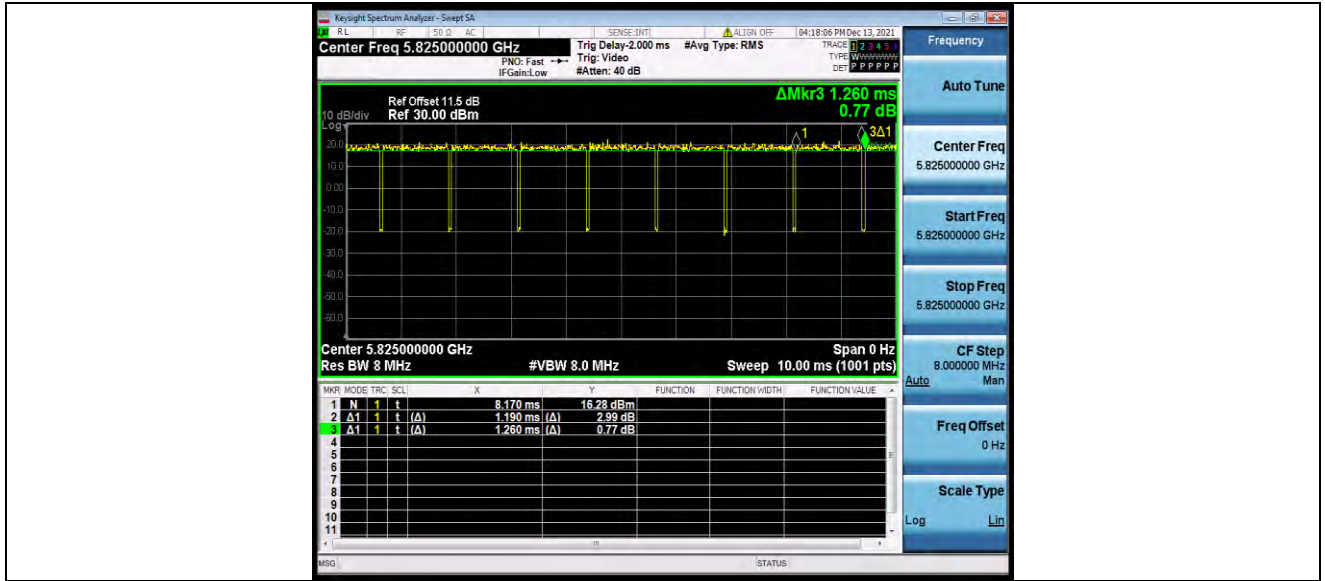 Keysight Spectrum Analyzer - Swept SA
RL RF 50 Ω AC SENSE:INT ALIGN OFF 04:18:06 PM Dec 13, 2021
Center Freq 5.825000000 GHz Trig Delay-2.000 ms #Avg Type: RMS TRACE 1 2 3 4 5 6
PNO: Fast Trig: Video TYPE
IFGain:Low #Atten: 40 dB DET P P P P P P
ΔMkr3 1.260 ms
0.77 dB
Ref Offset 11.5 dB
10 dB/div Ref 30.00 dBm
Log
1
3Δ1
20.0
10.0
0.00
-10.0
-20.0
-30.0
-40.0
-50.0
-60.0
Center 5.825000000 GHz Span 0 Hz
Res BW 8 MHz #VBW 8.0 MHz Sweep 10.00 ms (1001 pts)
MKR MODE TRC SCL X Y FUNCTION FUNCTION WIDTH FUNCTION VALUE
1 N 1 t 8.170 ms 16.28 dBm
2 Δ1 1 t (Δ) 1.190 ms (Δ) 2.99 dB
3 Δ1 1 t (Δ) 1.260 ms (Δ) 0.77 dB
4
5
6
7
8
9
10
11
MSG STATUS
Frequency
Auto Tune
Center Freq
5.825000000 GHz
Start Freq
5.825000000 GHz
Stop Freq
5.825000000 GHz
CF Step
8.000000 MHz
Auto Man
Freq Offset
0 Hz
Scale Type
Log Lin